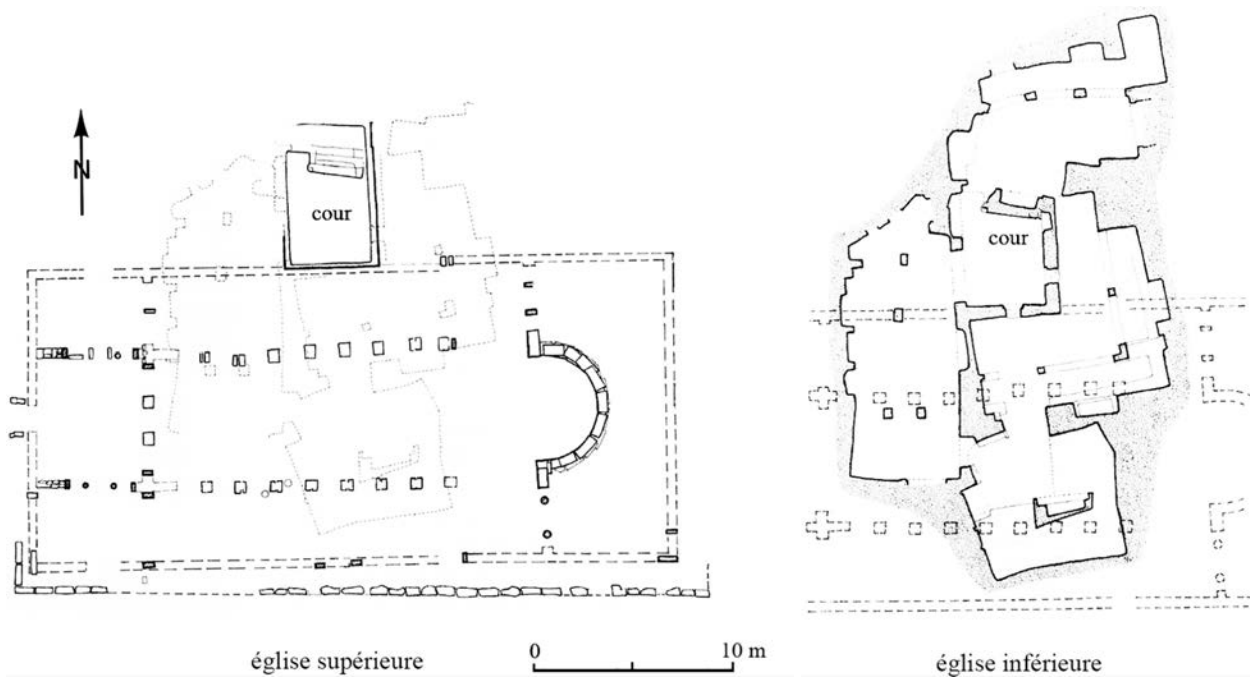 N
cour
cour
église supérieure
0 10 m
église inférieure